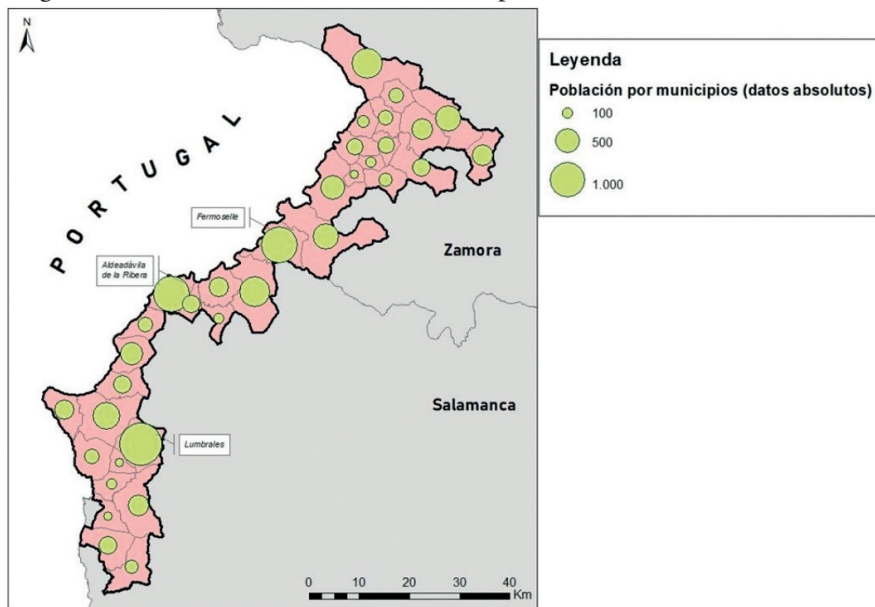 N
PORTUGAL
Fermoselle
Aldeadávila
de la Ribera
Zamora
Salamanca
Lumbrales
0 10 20 30 40
Km
Leyenda
Población por municipios (datos absolutos)
100
500
1.000